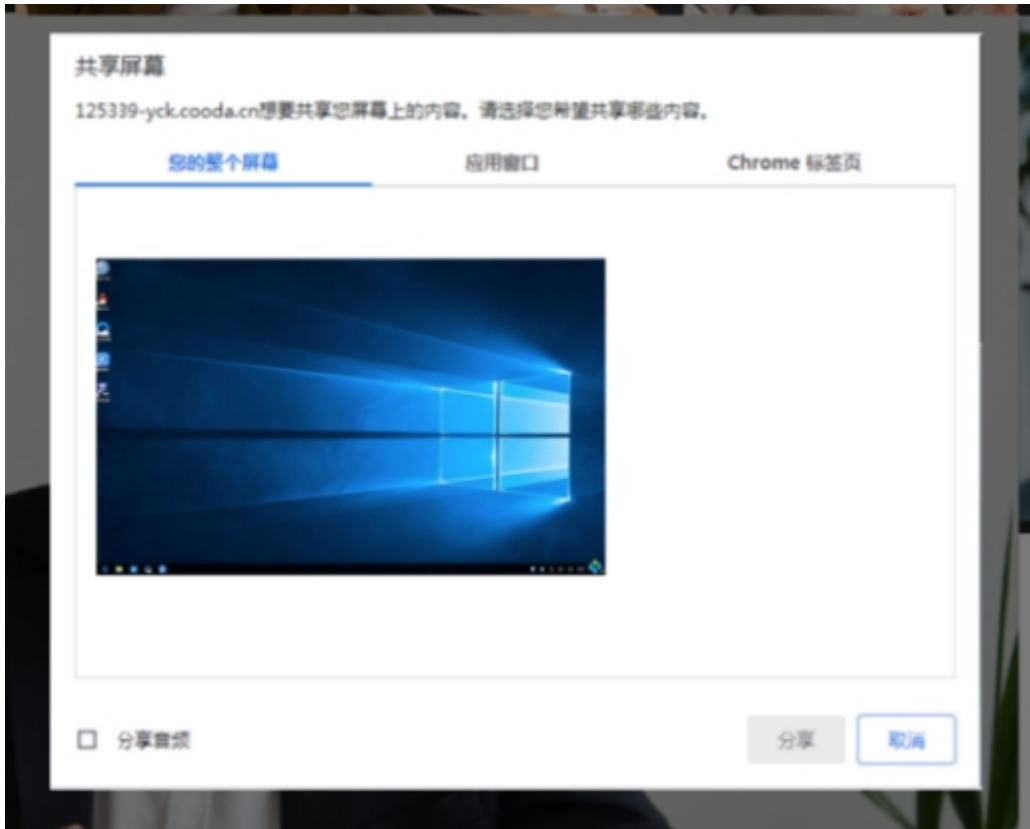 共享屏幕
125339-yck.cooda.cn想要共享您屏幕上的内容。请选择您希望共享哪些内容。
您的整个屏幕
应用窗口
Chrome 标签页
分享音频
分享
取消